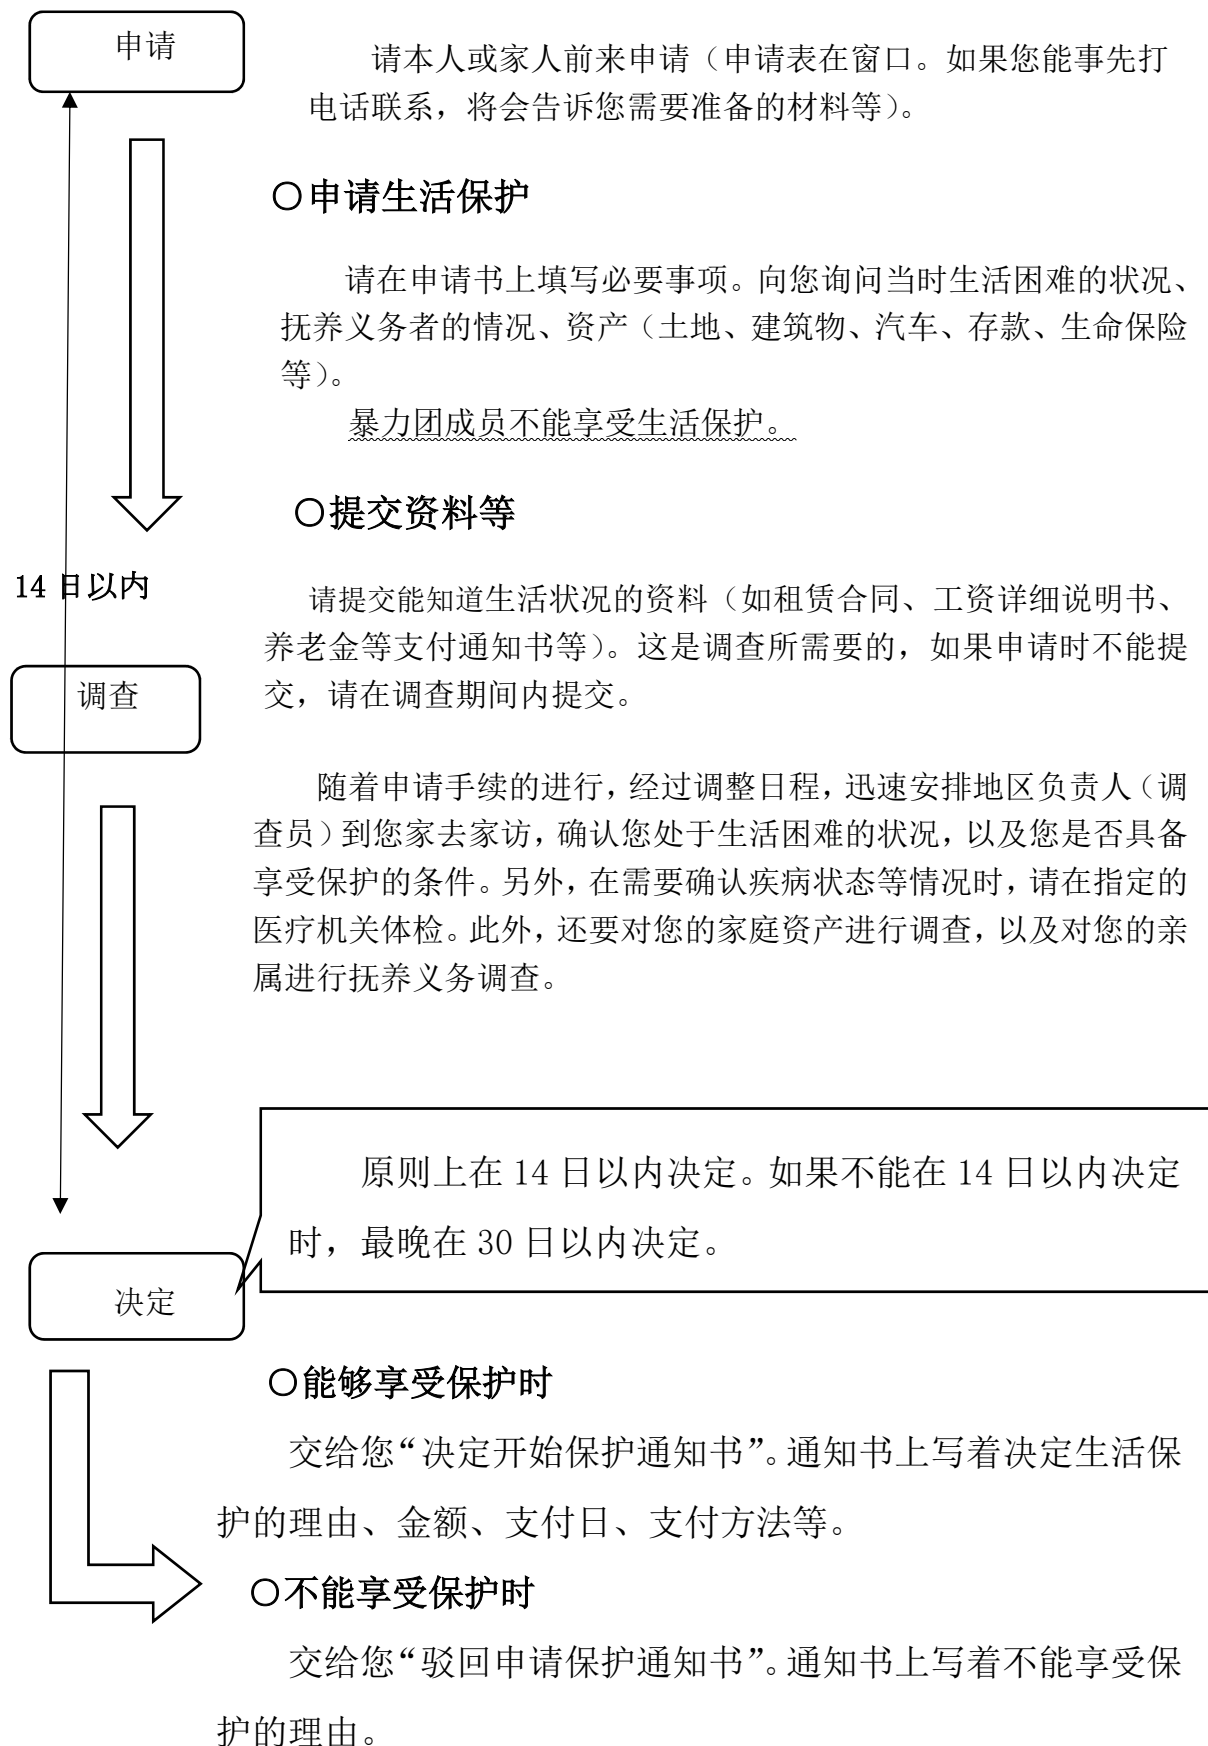 申请
请本人或家人前来申请（申请表在窗口。如果您能事先打
电话联系，将会告诉您需要准备的材料等）。
〇申请生活保护
请在申请书上填写必要事项。向您询问当时生活困难的状况、
抚养义务者的情况、资产（土地、建筑物、汽车、存款、生命保险
等）。
暴力团成员不能享受生活保护。
〇提交资料等
14 日以内
请提交能知道生活状况的资料（如租赁合同、工资详细说明书、
养老金等支付通知书等）。这是调查所需要的，如果申请时不能提
交，请在调查期间内提交。
调查
随着申请手续的进行，经过调整日程，迅速安排地区负责人（调
查员）到您家去家访，确认您处于生活困难的状况，以及您是否具备
享受保护的条件。另外，在需要确认疾病状态等情况时，请在指定的
医疗机关体检。此外，还要对您的家庭资产进行调查，以及对您的亲
属进行抚养义务调查。
原则上在 14 日以内决定。如果不能在 14 日以内决定
时，最晚在 30 日以内决定。
决定
〇能够享受保护时
交给您“决定开始保护通知书”。通知书上写着决定生活保
护的理由、金额、支付日、支付方法等。
〇不能享受保护时
交给您“驳回申请保护通知书”。通知书上写着不能享受保
护的理由。